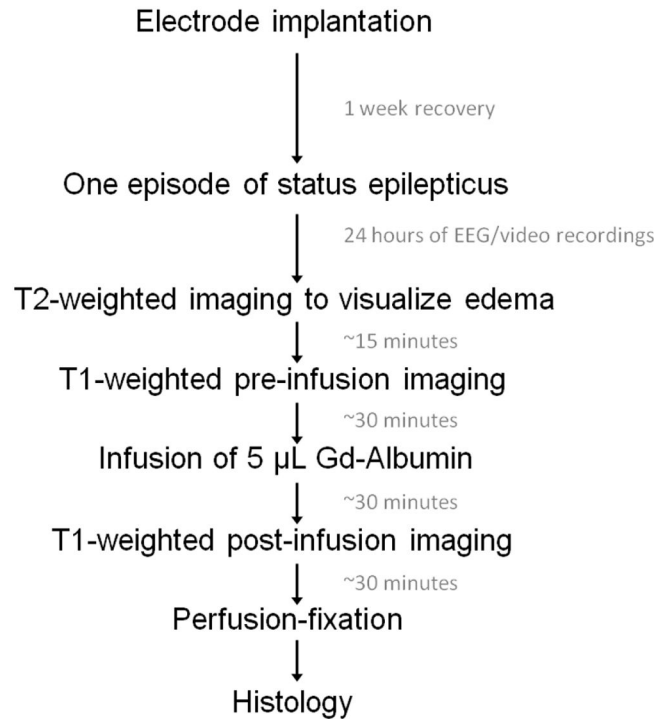 Electrode implantation
1 week recovery
One episode of status epilepticus
24 hours of EEG/video recordings
T2-weighted imaging to visualize edema
~15 minutes
T1-weighted pre-infusion imaging
~30 minutes
Infusion of 5 µL Gd-Albumin
~30 minutes
T1-weighted post-infusion imaging
~30 minutes
Perfusion-fixation
Histology